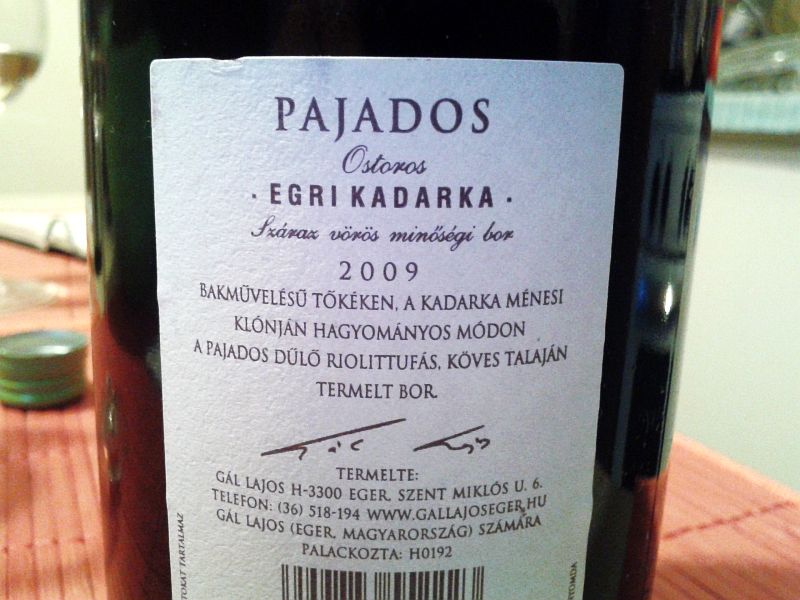 PAJADOS
Ostoros
· EGRI KADARKA ·
Száraz vörös minőségi bor
2009
BAKMŰVELÉSŰ TŐKÉKEN, A KADARKA MÉNESI
KLÓNJÁN HAGYOMÁNYOS MÓDON
A PAJADOS DŰLŐ RIOLITTUFÁS, KÖVES TALAJÁN
TERMELT BOR.
TERMELTE:
GÁL LAJOS H-3300 EGER, SZENT MIKLÓS U. 6.
TELEFON: (36) 518-194 WWW.GALLAJOSEGER.HU
GÁL LAJOS (EGER, MAGYARORSZÁG) SZÁMÁRA
PALACKOZTA: H0192
TARTALMAZ